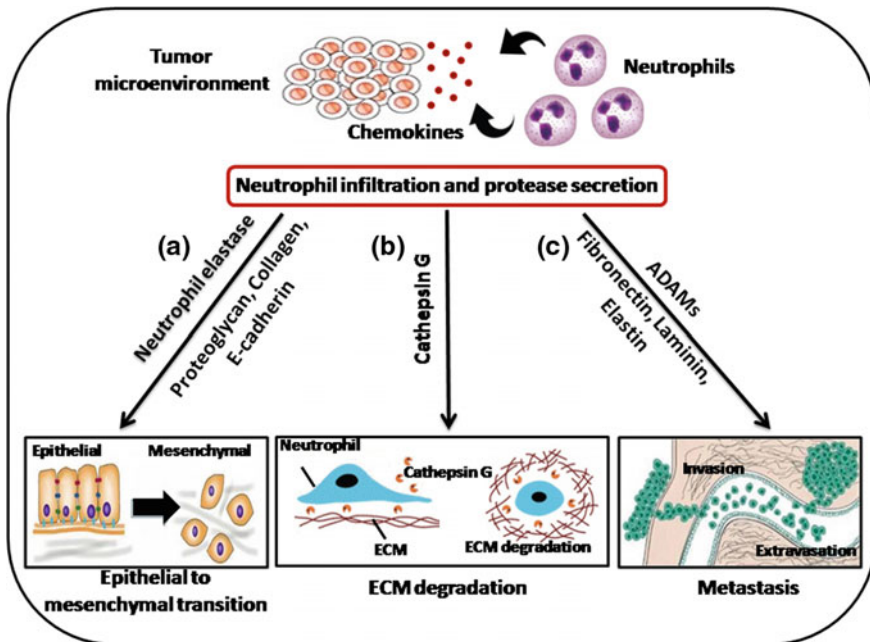 Tumor
microenvironment
Chemokines
Neutrophils
Neutrophil infiltration and protease secretion
(a)
Neutrophil elastase
Proteoglycan, Collagen,
E-cadherin
(b)
Cathepsin G
(c)
ADAMs
Fibronectin, Laminin,
Elastin
Epithelial
Mesenchymal
Epithelial to
mesenchymal transition
Neutrophil
Cathepsin G
ECM
ECM degradation
ECM degradation
Invasion
Extravasation
Metastasis